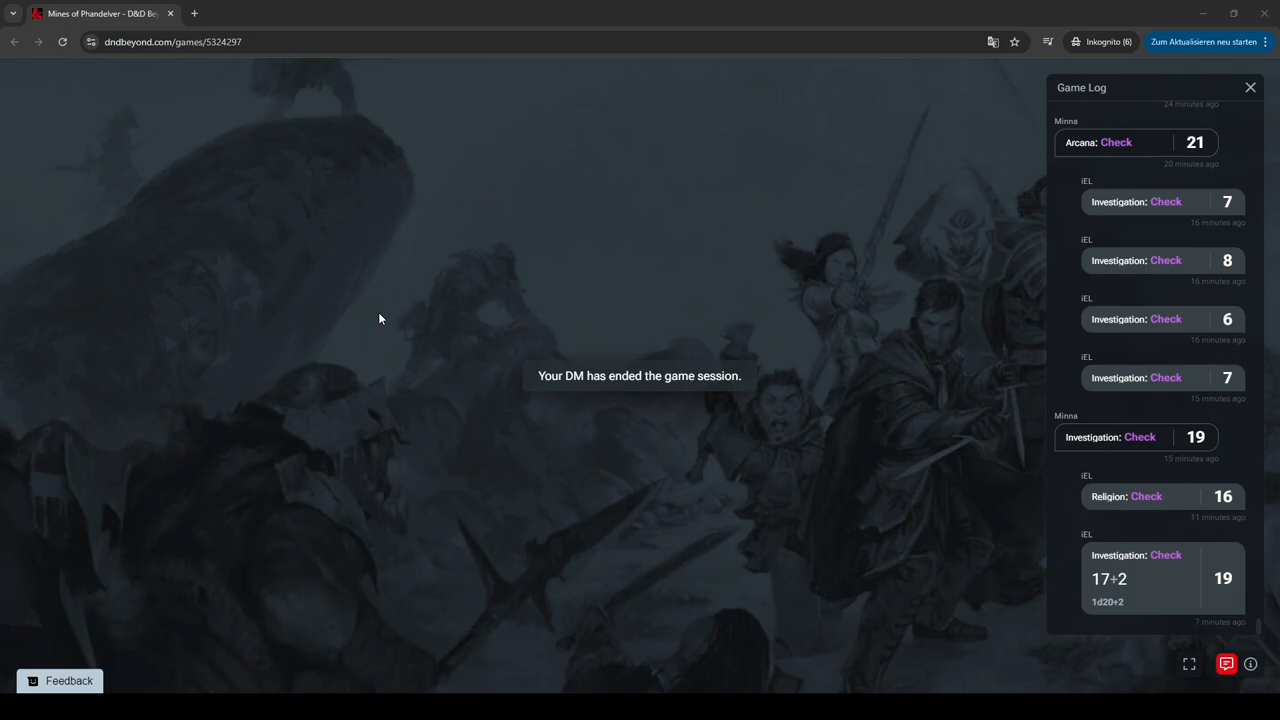 Mines of Phandelver - D&D Be
dndbeyond.com/games/5324297
Inkognito (6)
Zum Aktualisieren neu starten
Game Log
24 minutes ago
Minna
Arcana: Check 21
20 minutes ago
iEL
Investigation: Check 7
16 minutes ago
iEL
Investigation: Check 8
16 minutes ago
iEL
Investigation: Check 6
16 minutes ago
iEL
Investigation: Check 7
15 minutes ago
Minna
Investigation: Check 19
15 minutes ago
iEL
Religion: Check 16
11 minutes ago
iEL
Investigation: Check
17+2 19
1d20+2
7 minutes ago
Your DM has ended the game session.
Feedback